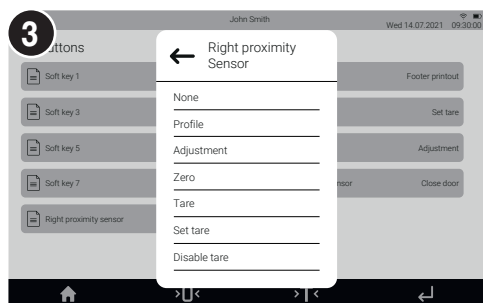 3
John Smith
Wed 14.07.2021 09:30:00
uttons
Right proximity
Sensor
Soft key 1
Footer printout
None
Soft key 3
Set tare
Profile
Soft key 5
Adjustment
Adjustment
Zero
Soft key 7
nsor
Close door
Tare
Right proximity sensor
Set tare
Disable tare
>0<
>T<